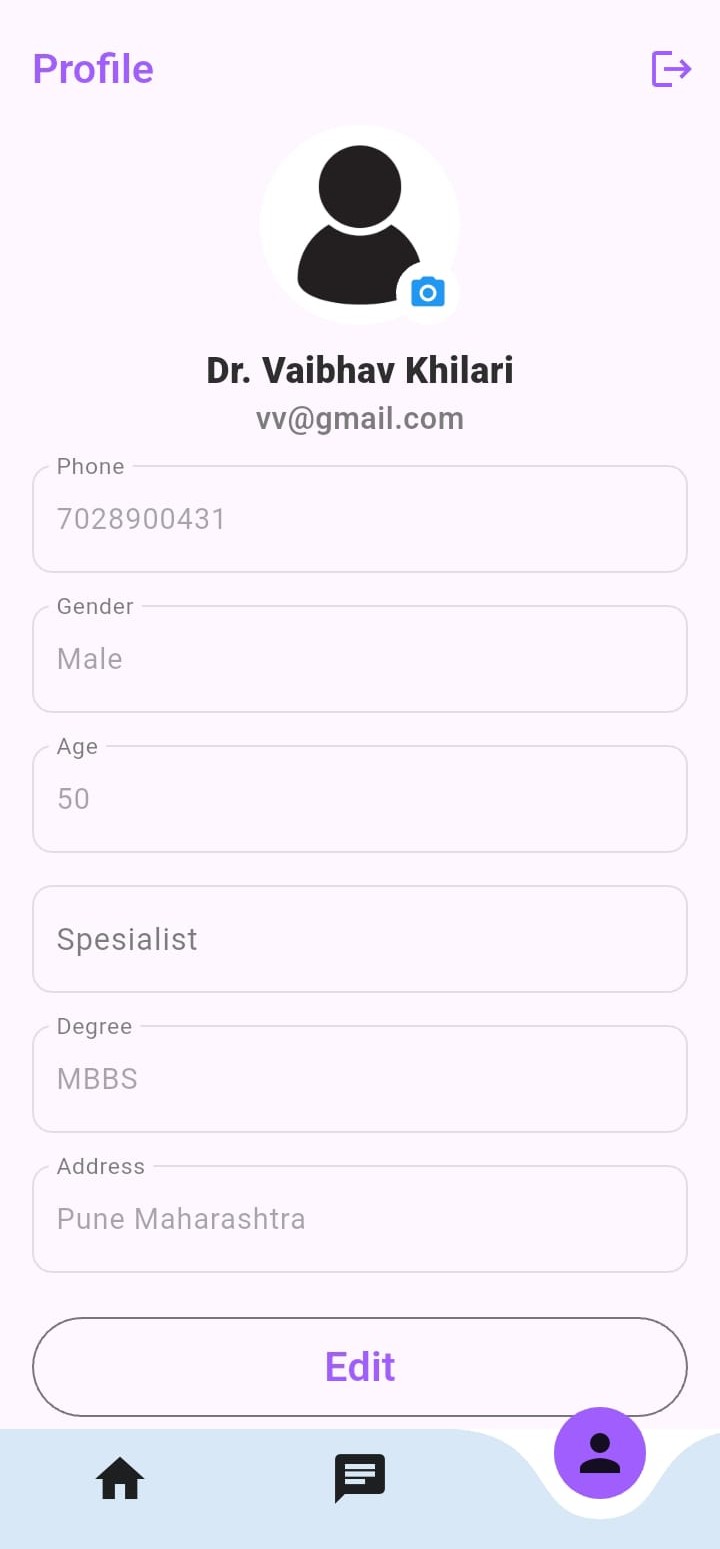 Profile
Dr. Vaibhav Khilari
vv@gmail.com
Phone
7028900431
Gender
Male
Age
50
Spesialist
Degree
MBBS
Address
Pune Maharashtra
Edit